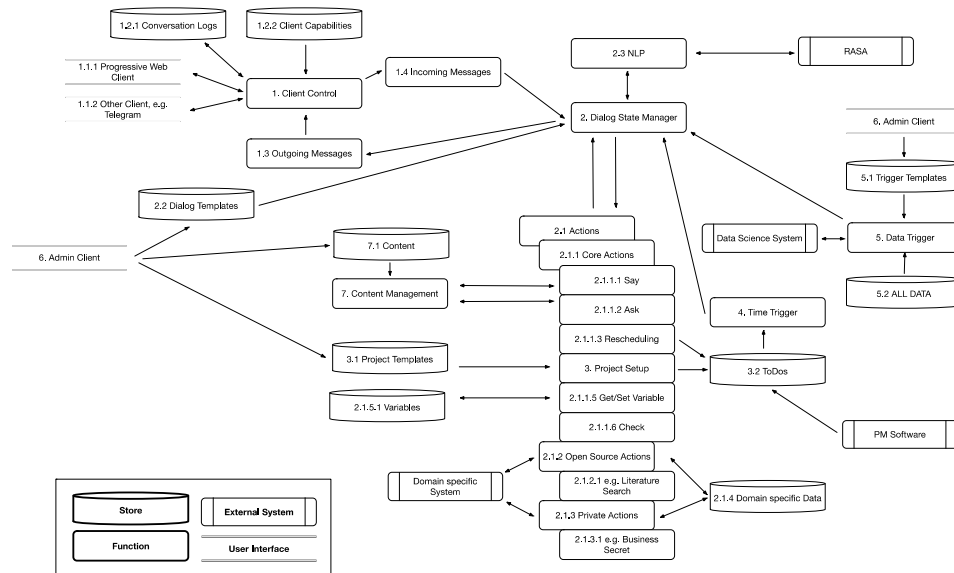 1.2.1 Conversation Logs
1.2.2 Client Capabilities
1.1.1 Progressive Web
Client
1.1.2 Other Client, e.g.
Telegram
1. Client Control
1.4 Incoming Messages
1.3 Outgoing Messages
2.3 NLP
RASA
2. Dialog State Manager
6. Admin Client
5.1 Trigger Templates
2.2 Dialog Templates
2.1 Actions
Data Science System
5. Data Trigger
6. Admin Client
7.1 Content
2.1.1 Core Actions
2.1.1.1 Say
7. Content Management
5.2 ALL DATA
2.1.1.2 Ask
4. Time Trigger
2.1.1.3 Rescheduling
3.1 Project Templates
3. Project Setup
3.2 ToDos
2.1.5.1 Variables
2.1.1.5 Get/Set Variable
2.1.1.6 Check
PM Software
2.1.2 Open Source Actions
Domain specific
System
2.1.2.1 e.g. Literature
Search
2.1.4 Domain specific Data
2.1.3 Private Actions
2.1.3.1 e.g. Business
Secret
Store
External System
Function
User Interface